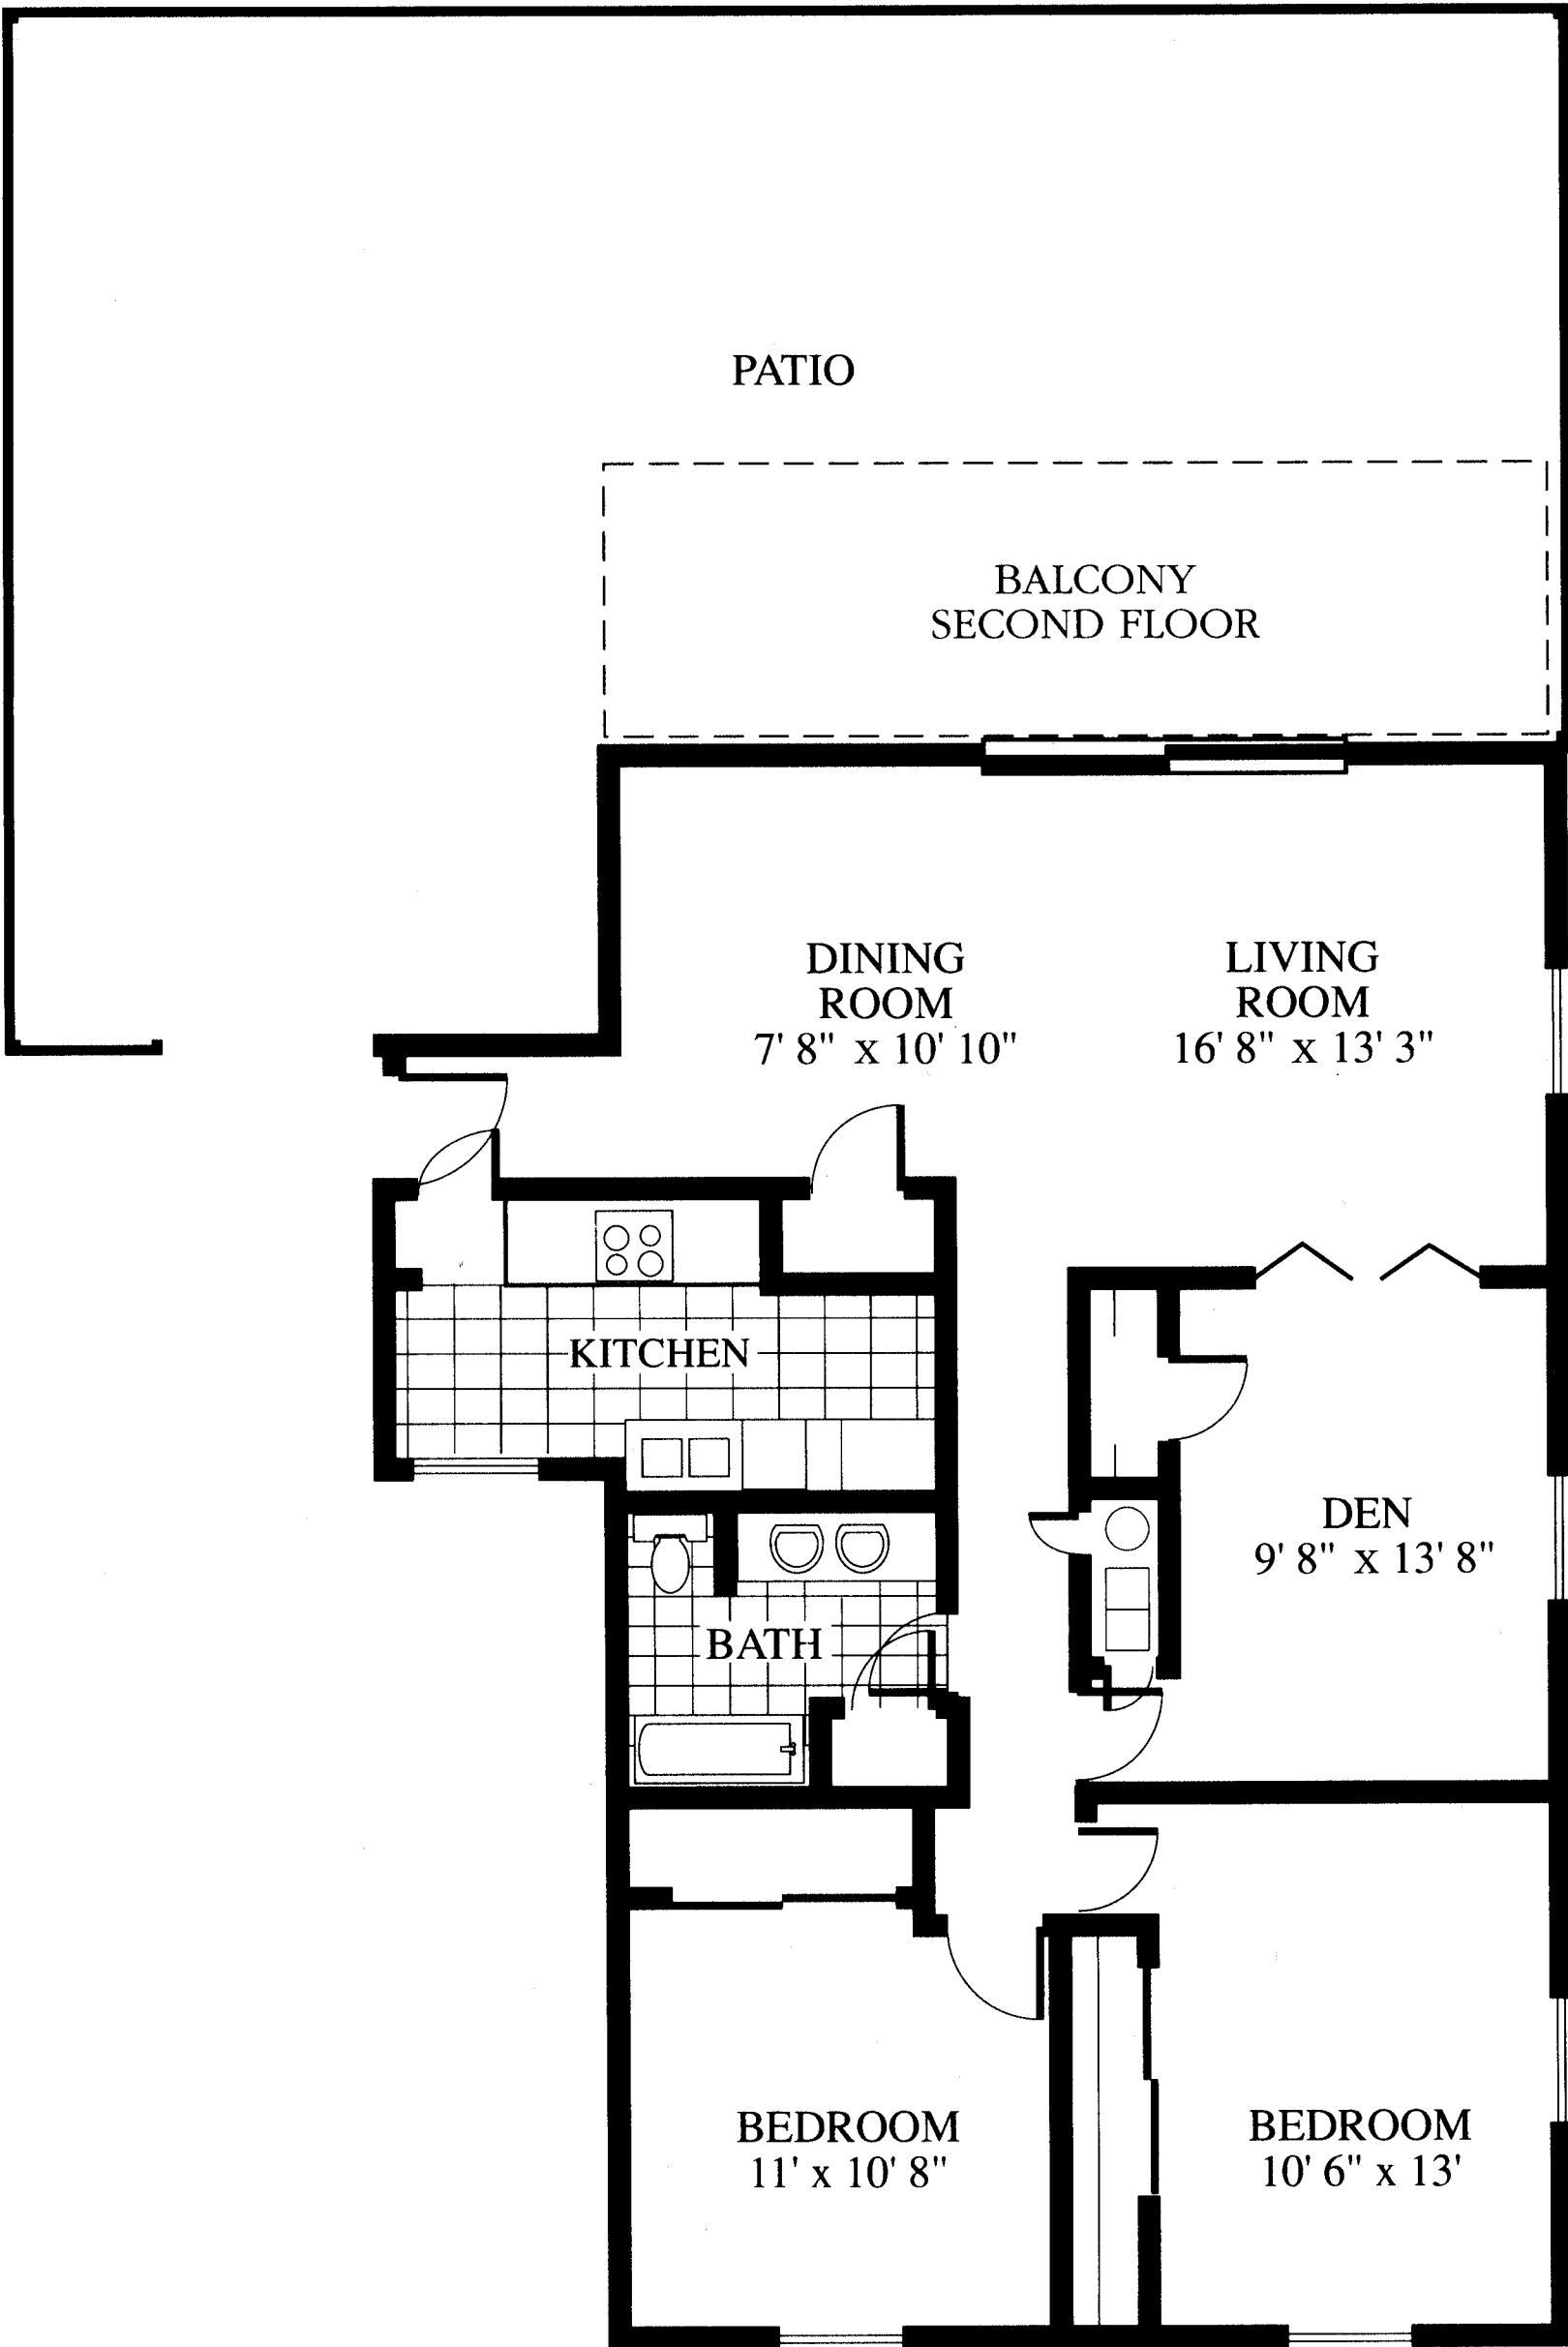 PATIO
BALCONY
SECOND FLOOR
DINING
ROOM
7' 8" x 10' 10"
LIVING
ROOM
16' 8" x 13' 3"
KITCHEN
DEN
9' 8" x 13' 8"
BATH
BEDROOM
11' x 10' 8"
BEDROOM
10' 6" x 13'